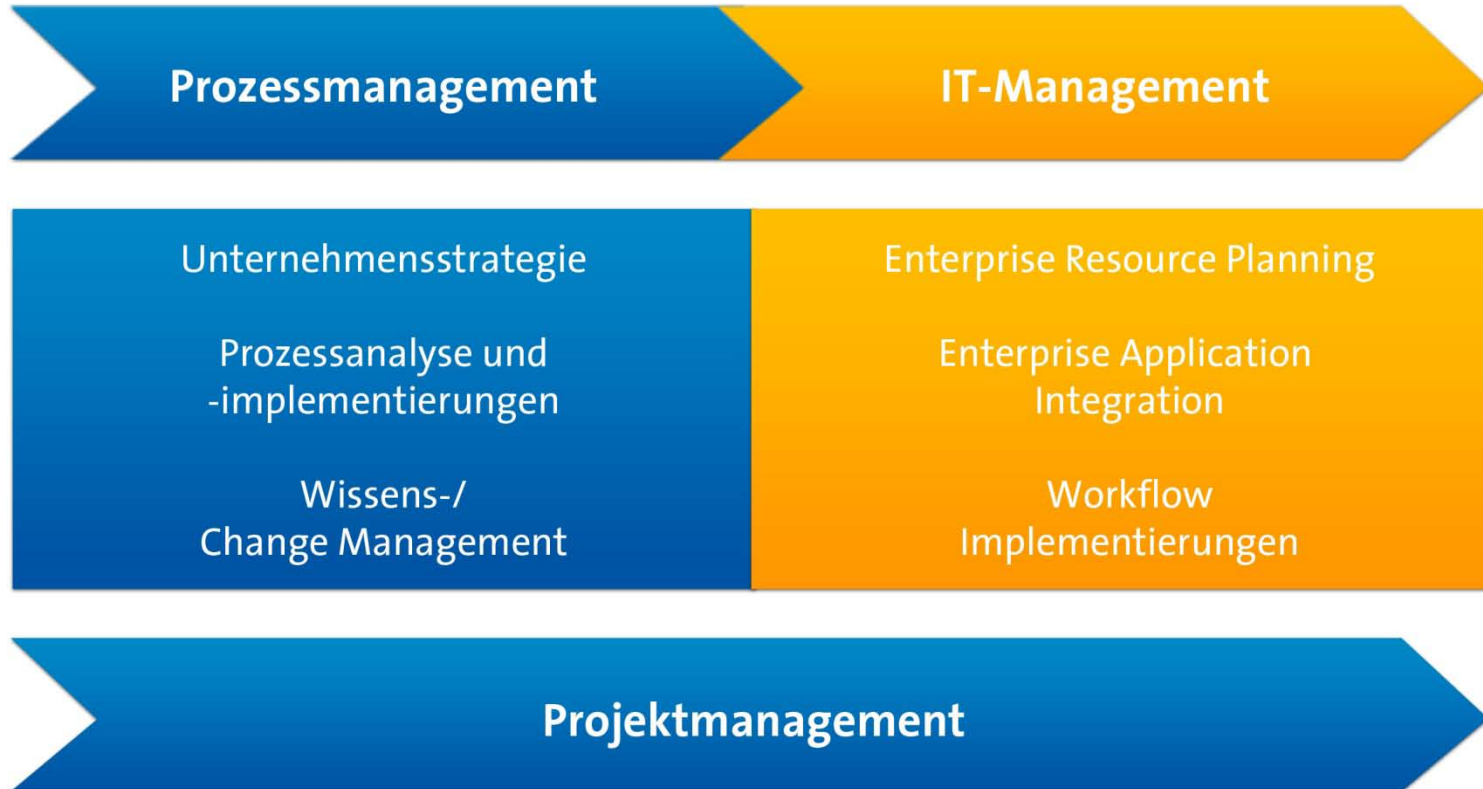 Prozessmanagement
IT-Management
Unternehmensstrategie
Prozessanalyse und
-implementierungen
Wissens-/
Change Management
Enterprise Resource Planning
Enterprise Application
Integration
Workflow
Implementierungen
Projektmanagement